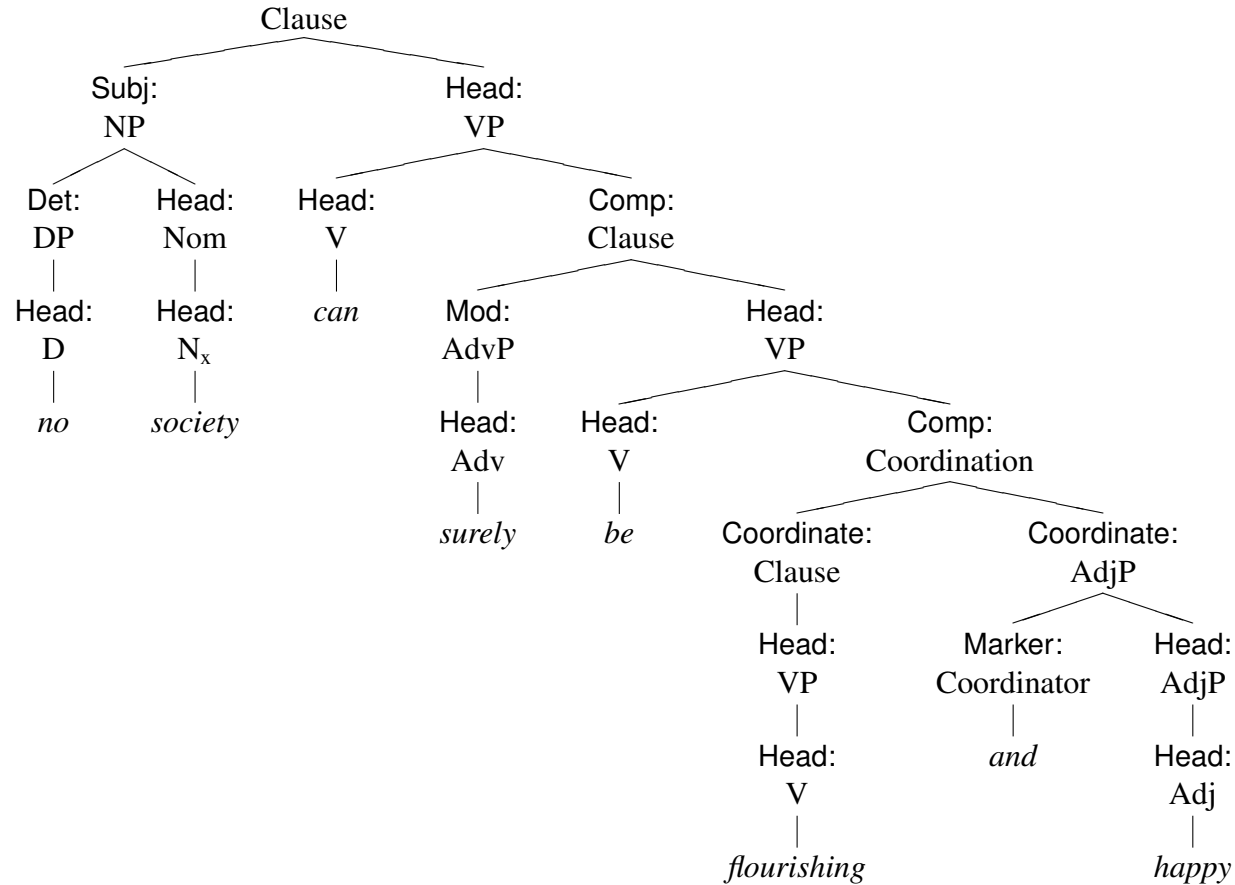 Clause
Subj: Head:
NP VP
Det: Head: Head: Comp:
DP Nom V Clause
Head: Head: can Mod: Head:
D Nx AdvP VP
no society Head: Head: Comp:
Adv V Coordination
surely be Coordinate: Coordinate:
Clause AdjP
Head: Marker: Head:
VP Coordinator AdjP
Head: and Head:
V Adj
flourishing happy